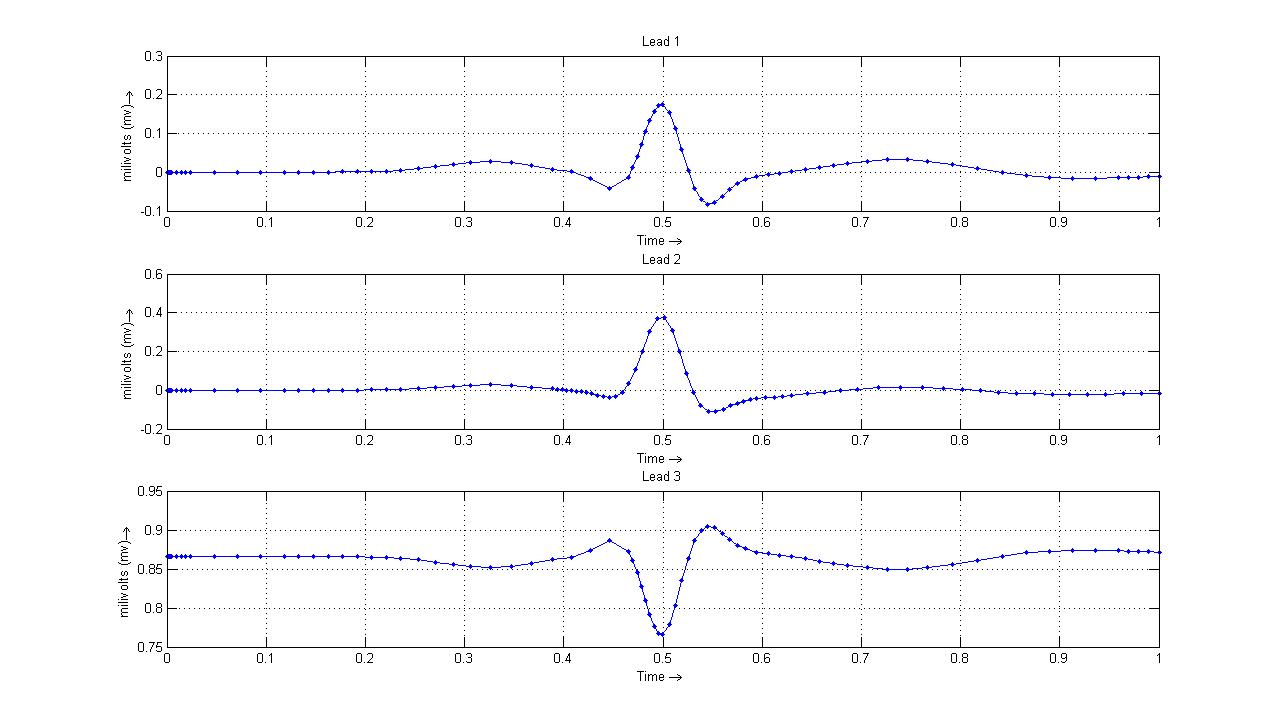 Lead 1
0.3
0.2
0.1
0
-0.1
milivolts (mv)→
0 0.1 0.2 0.3 0.4 0.5 0.6 0.7 0.8 0.9 1
Time →
Lead 2
0.6
0.4
0.2
0
-0.2
milivolts (mv)→
0 0.1 0.2 0.3 0.4 0.5 0.6 0.7 0.8 0.9 1
Time →
Lead 3
0.95
0.9
0.85
0.8
0.75
milivolts (mv)→
0 0.1 0.2 0.3 0.4 0.5 0.6 0.7 0.8 0.9 1
Time →